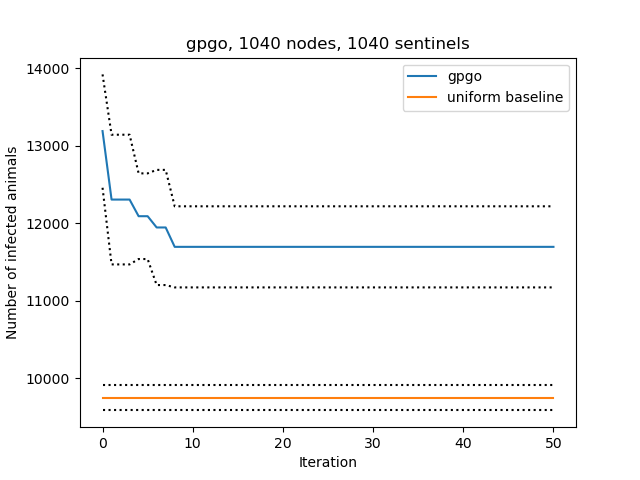 gpgo, 1040 nodes, 1040 sentinels
gpgo
uniform baseline
Number of infected animals
14000
13000
12000
11000
10000
0 10 20 30 40 50
Iteration